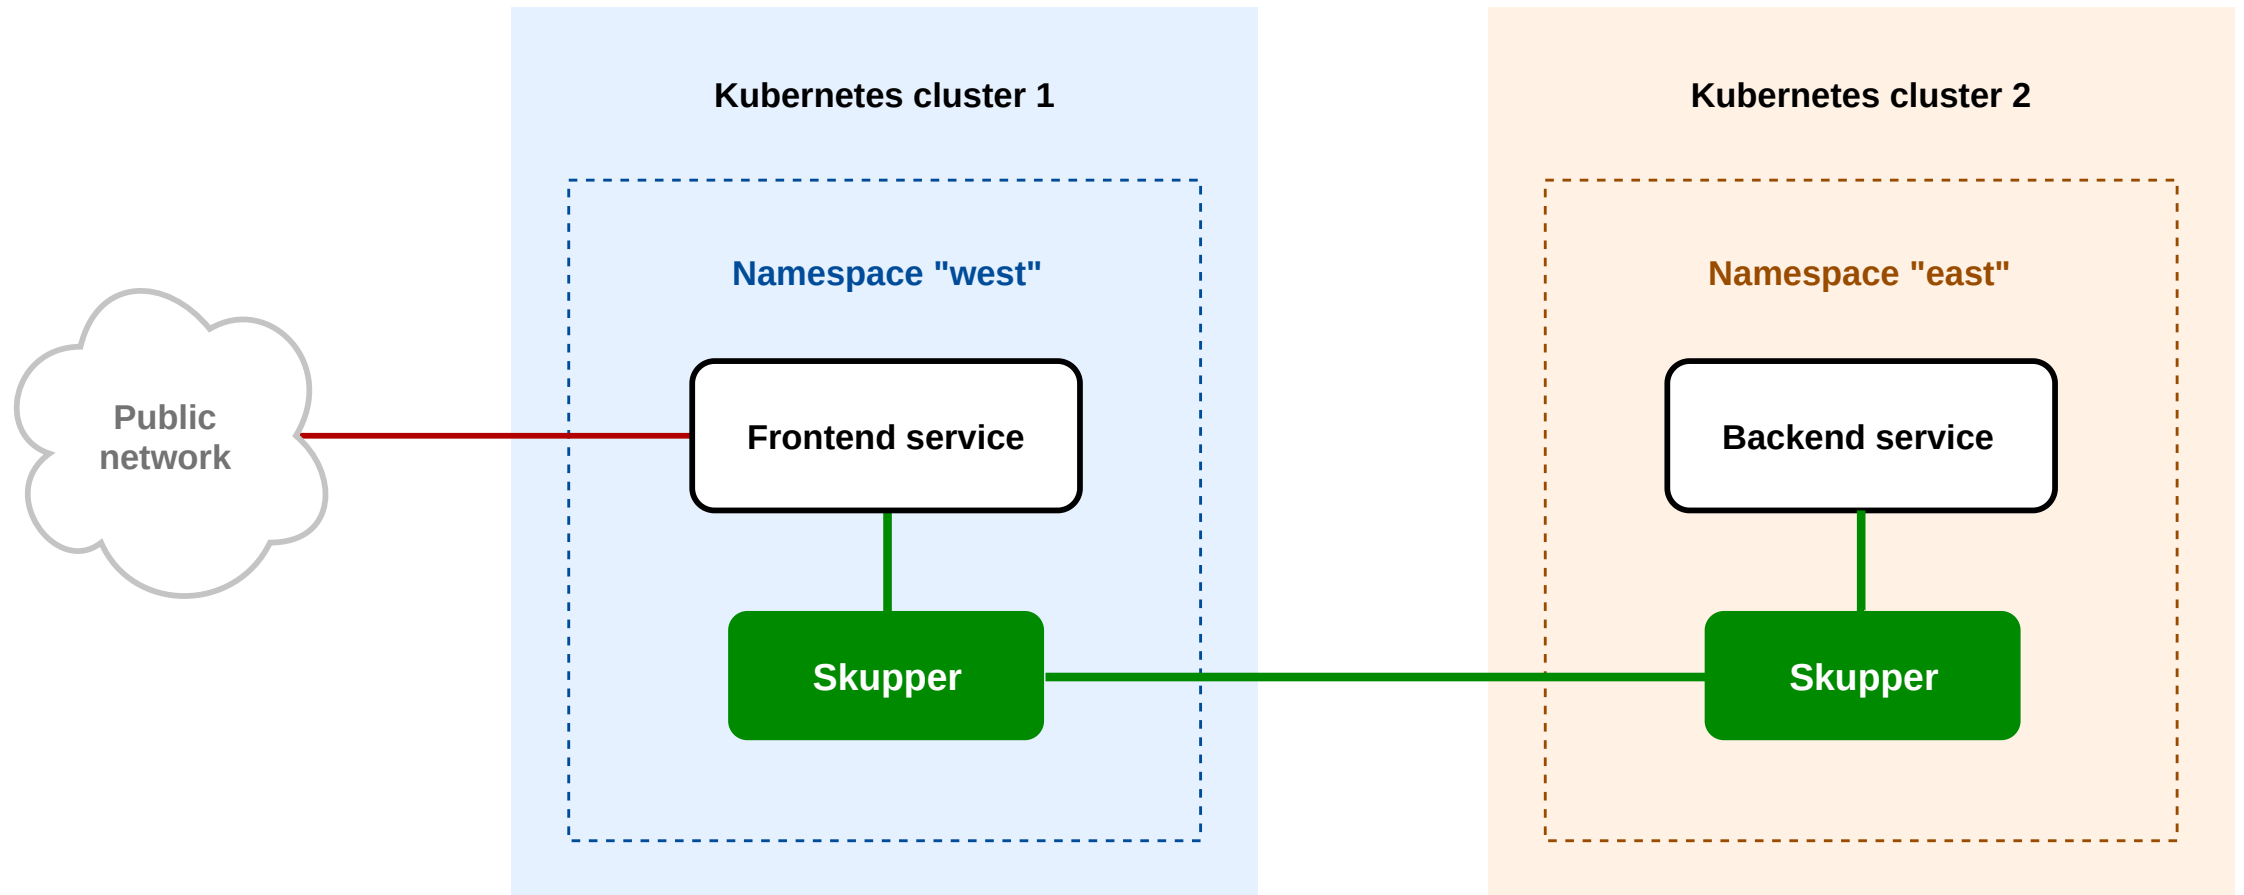 Kubernetes cluster 1
Kubernetes cluster 2
Namespace "west"
Namespace "east"
Public
network
Frontend service
Backend service
Skupper
Skupper